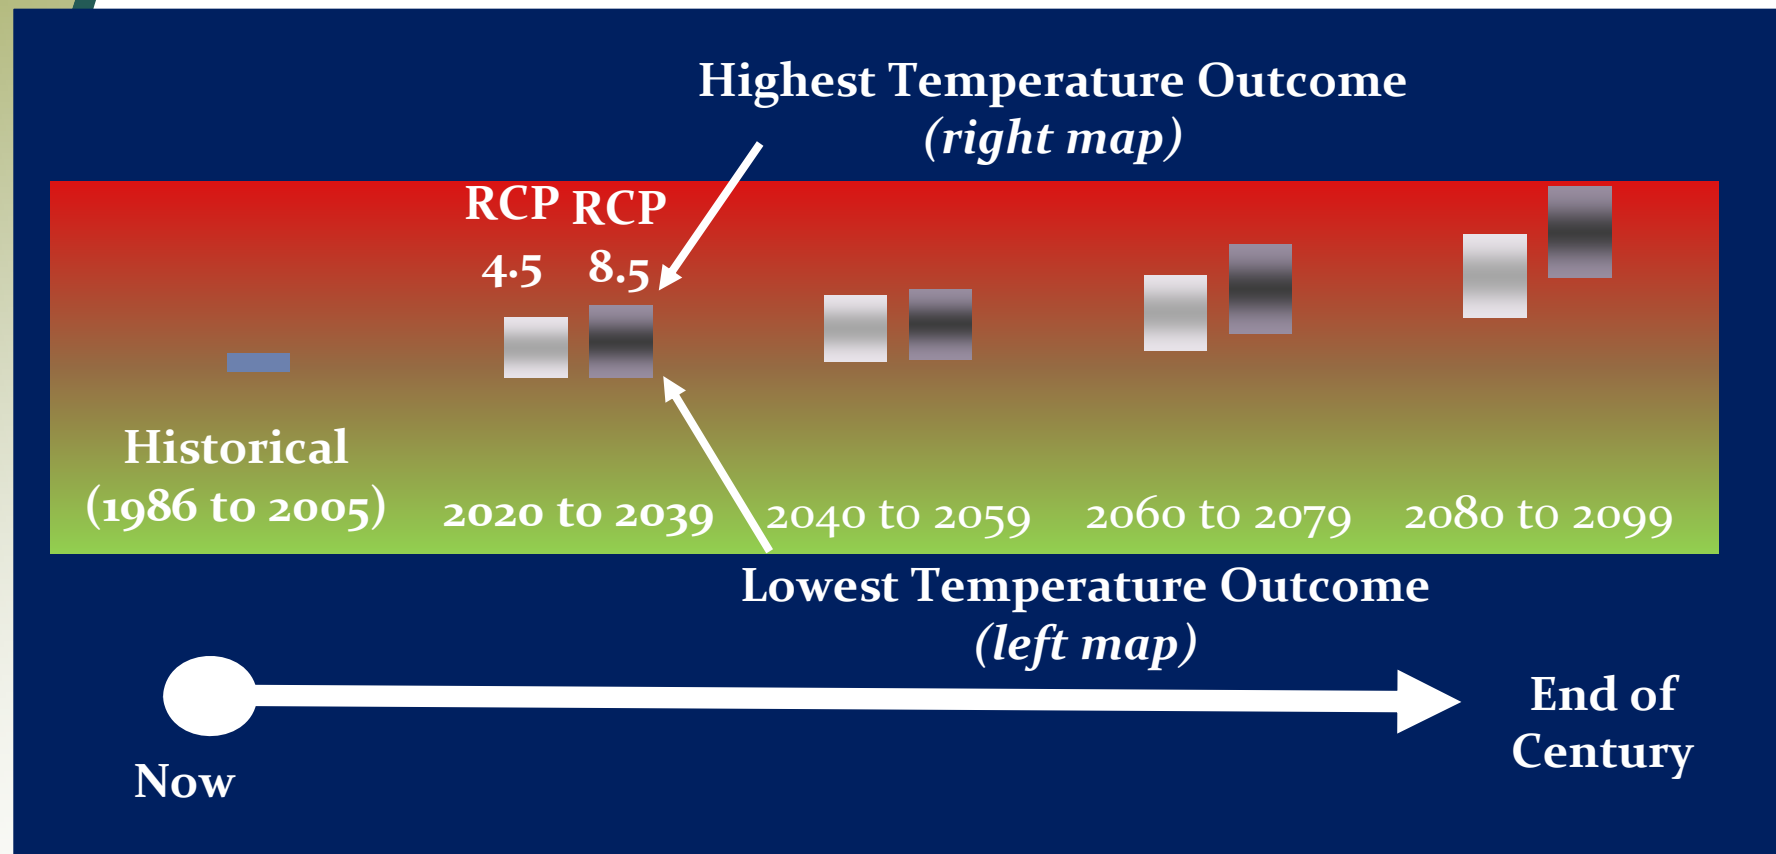 Highest Temperature Outcome
(right map)
RCP RCP
4.5 8.5
Historical
(1986 to 2005)
2020 to 2039
2040 to 2059
2060 to 2079
2080 to 2099
Lowest Temperature Outcome
(left map)
Now
End of
Century